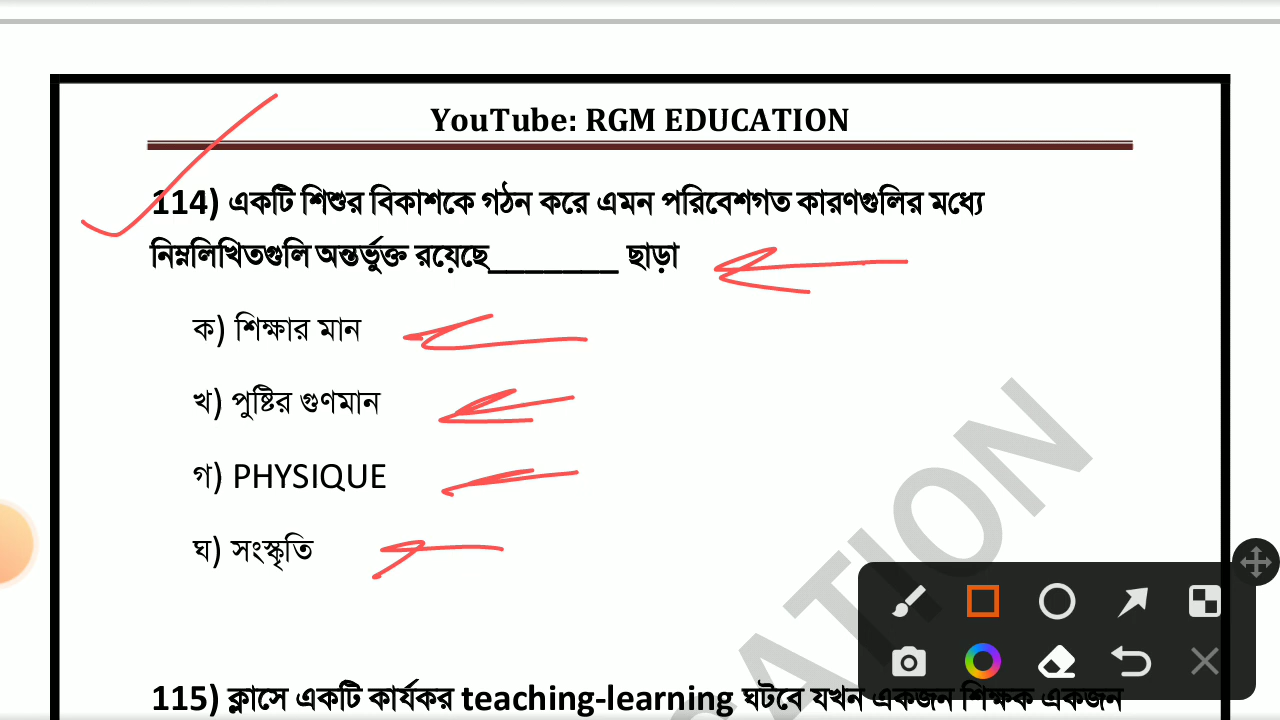 YouTube: RGM EDUCATION
114) একটি শিশুর বিকাশকে গঠন করে এমন পরিবেশগত কারণগুলির মধ্যে
নিম্নলিখিতগুলি অন্তর্ভুক্ত রয়েছে_______ ছাড়া
ক) শিক্ষার মান
খ) পুষ্টির গুণমান
গ) PHYSIQUE
ঘ) সংস্কৃতি
ATION
115) ক্লাসে একটি কার্যকর teaching-learning ঘটবে যখন একজন শিক্ষক একজন